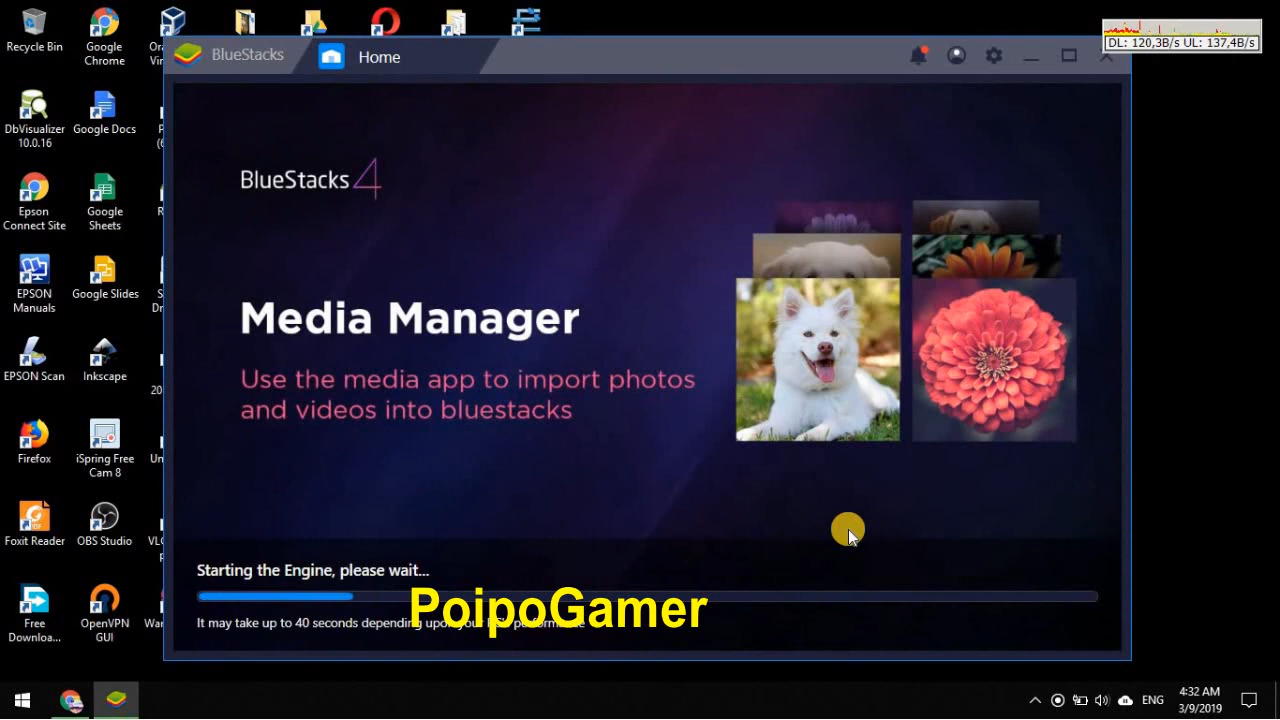 Recycle Bin
Google
Chrome
DL: 120,3B/s UL: 137,4B/s
BlueStacks
Home
DbVisualizer
10.0.16
Google Docs
BlueStacks 4
Epson
Connect Site
Google
Sheets
EPSON
Manuals
Google Slides
Media Manager
Use the media app to import photos
and videos into bluestacks
EPSON Scan
Inkscape
Firefox
iSpring Free
Cam 8
Foxit Reader
OBS Studio
Starting the Engine, please wait...
PoipoGamer
It may take up to 40 seconds depending upon your
Free
Downloa...
OpenVPN
GUI
ENG
4:32 AM
3/9/2019